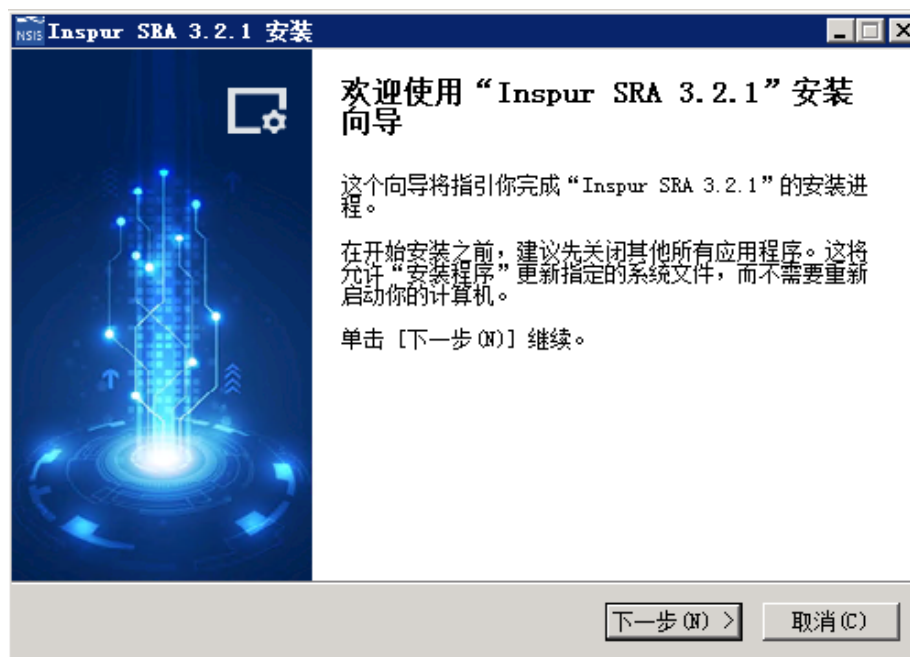 NSIS Inspur SRA 3.2.1 安装
欢迎使用“Inspur SRA 3.2.1”安装
向导
这个向导将指引你完成“Inspur SRA 3.2.1”的安装进
程。
在开始安装之前，建议先关闭其他所有应用程序。这将
允许“安装程序”更新指定的系统文件，而不需要重新
启动你的计算机。
单击 [下一步(N)] 继续。
下一步(N) >
取消(C)